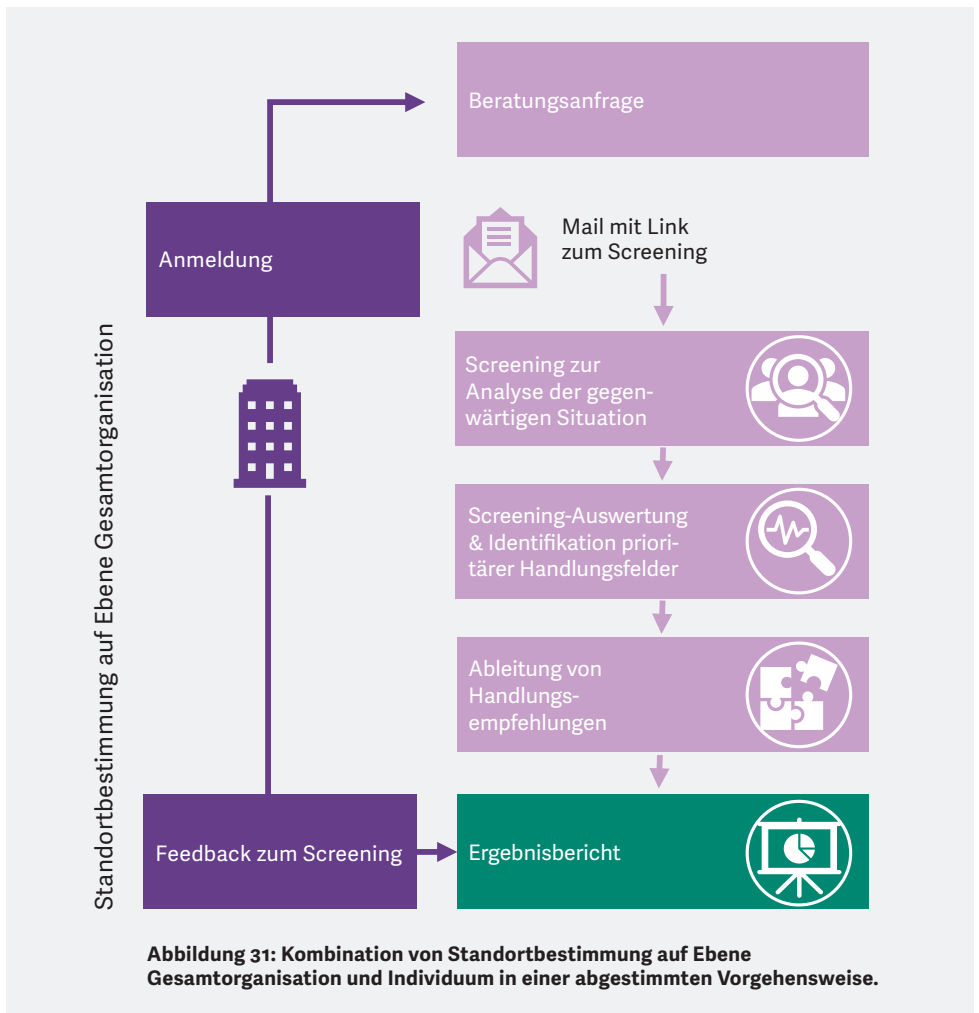 Beratungsanfrage
Anmeldung
Mail mit Link
zum Screening
Standortbestimmung auf Ebene Gesamtorganisation
Screening zur
Analyse der gegen-
wärtigen Situation
Screening-Auswertung
& Identifikation priori-
tärer Handlungsfelder
Ableitung von
Handlungs-
empfehlungen
Feedback zum Screening
Ergebnisbericht
Abbildung 31: Kombination von Standortbestimmung auf Ebene
Gesamtorganisation und Individuum in einer abgestimmten Vorgehensweise.